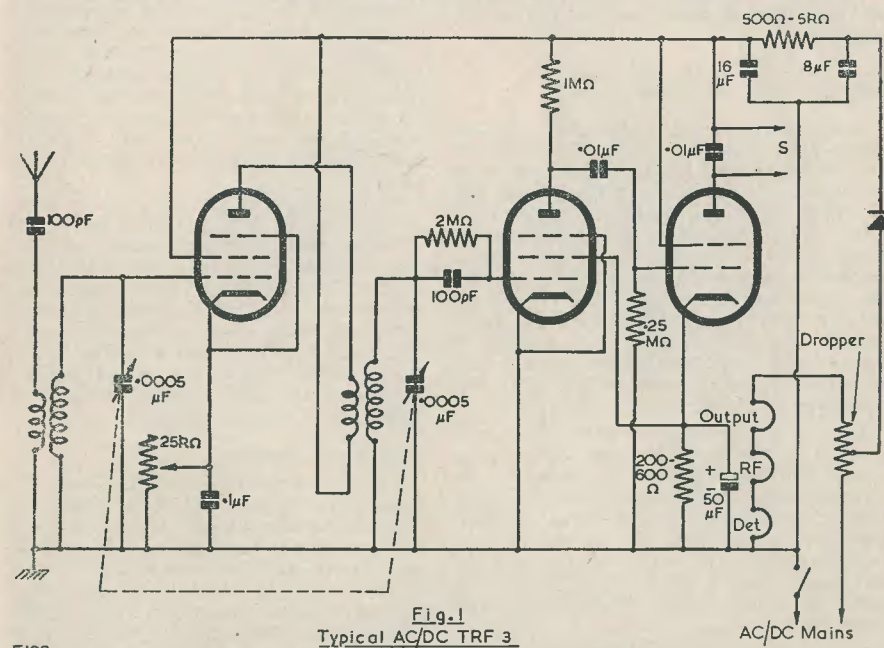 500Ω-5RΩ
16
µF
8µF
1MΩ
·01µF
·01µF
S
100pF
2MΩ
100pF
·25
MΩ
Dropper
·0005
µF
·0005
µF
Output
25RΩ
200-
600
Ω
+
-
50
µF
RF
·1µF
Det
Fig.1
Typical AC/DC TRF 3
AC/DC Mains